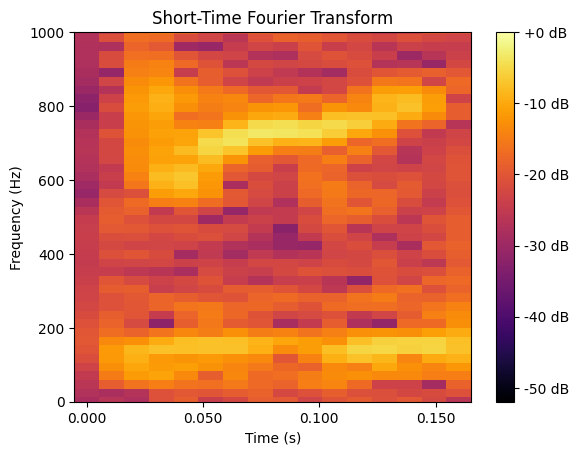 Short-Time Fourier Transform
1000
800
600
400
200
0
Frequency (Hz)
0.000
0.050
0.100
0.150
Time (s)
+0 dB
-10 dB
-20 dB
-30 dB
-40 dB
-50 dB